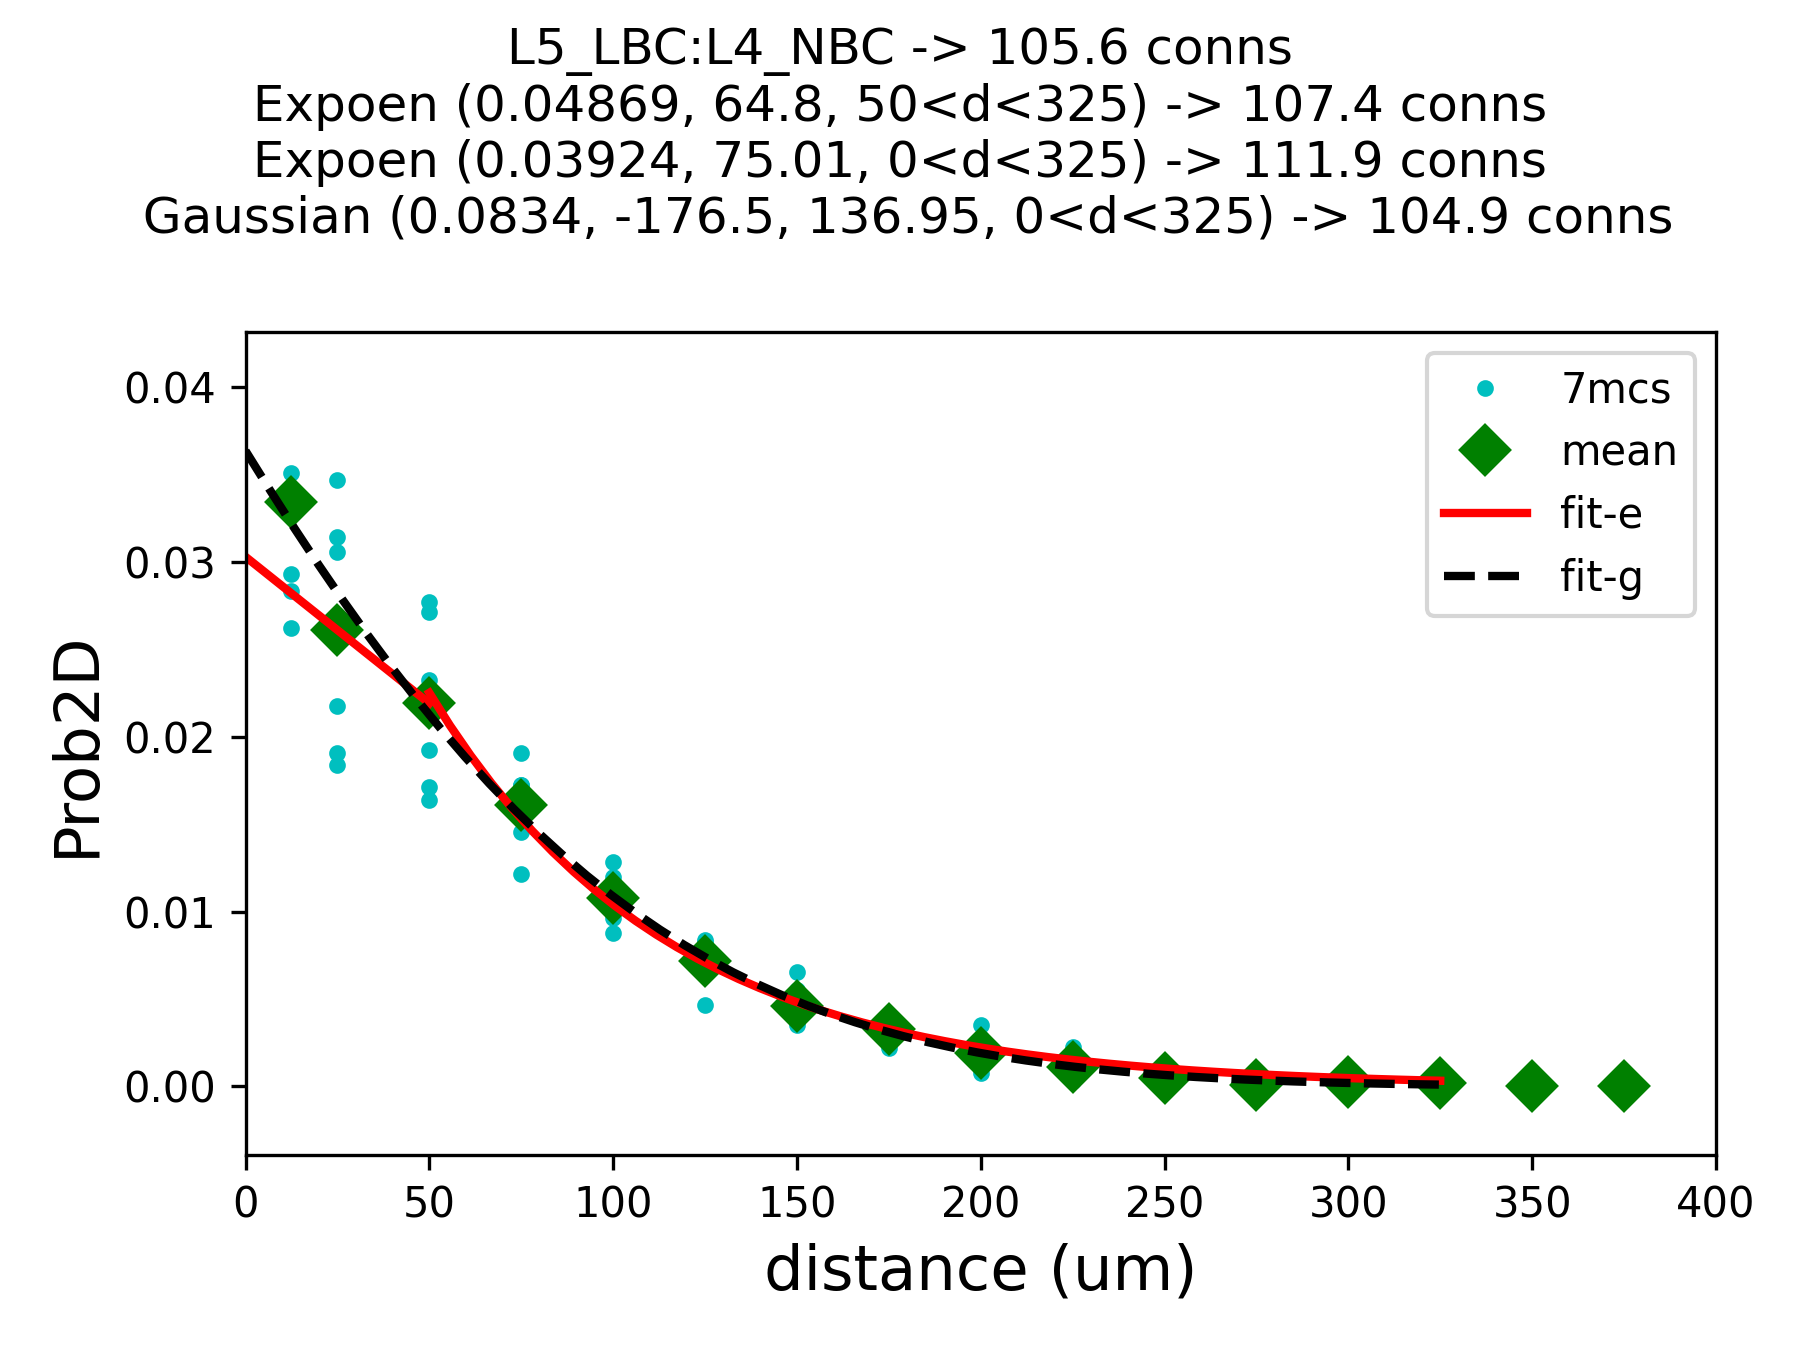 L5_LBC:L4_NBC -> 105.6 conns
Expoen (0.04869, 64.8, 50<d<325) -> 107.4 conns
Expoen (0.03924, 75.01, 0<d<325) -> 111.9 conns
Gaussian (0.0834, -176.5, 136.95, 0<d<325) -> 104.9 conns
7mcs
mean
fit-e
fit-g
0.04
0.03
0.02
0.01
0.00
Prob2D
0 50 100 150 200 250 300 350 400
distance (um)